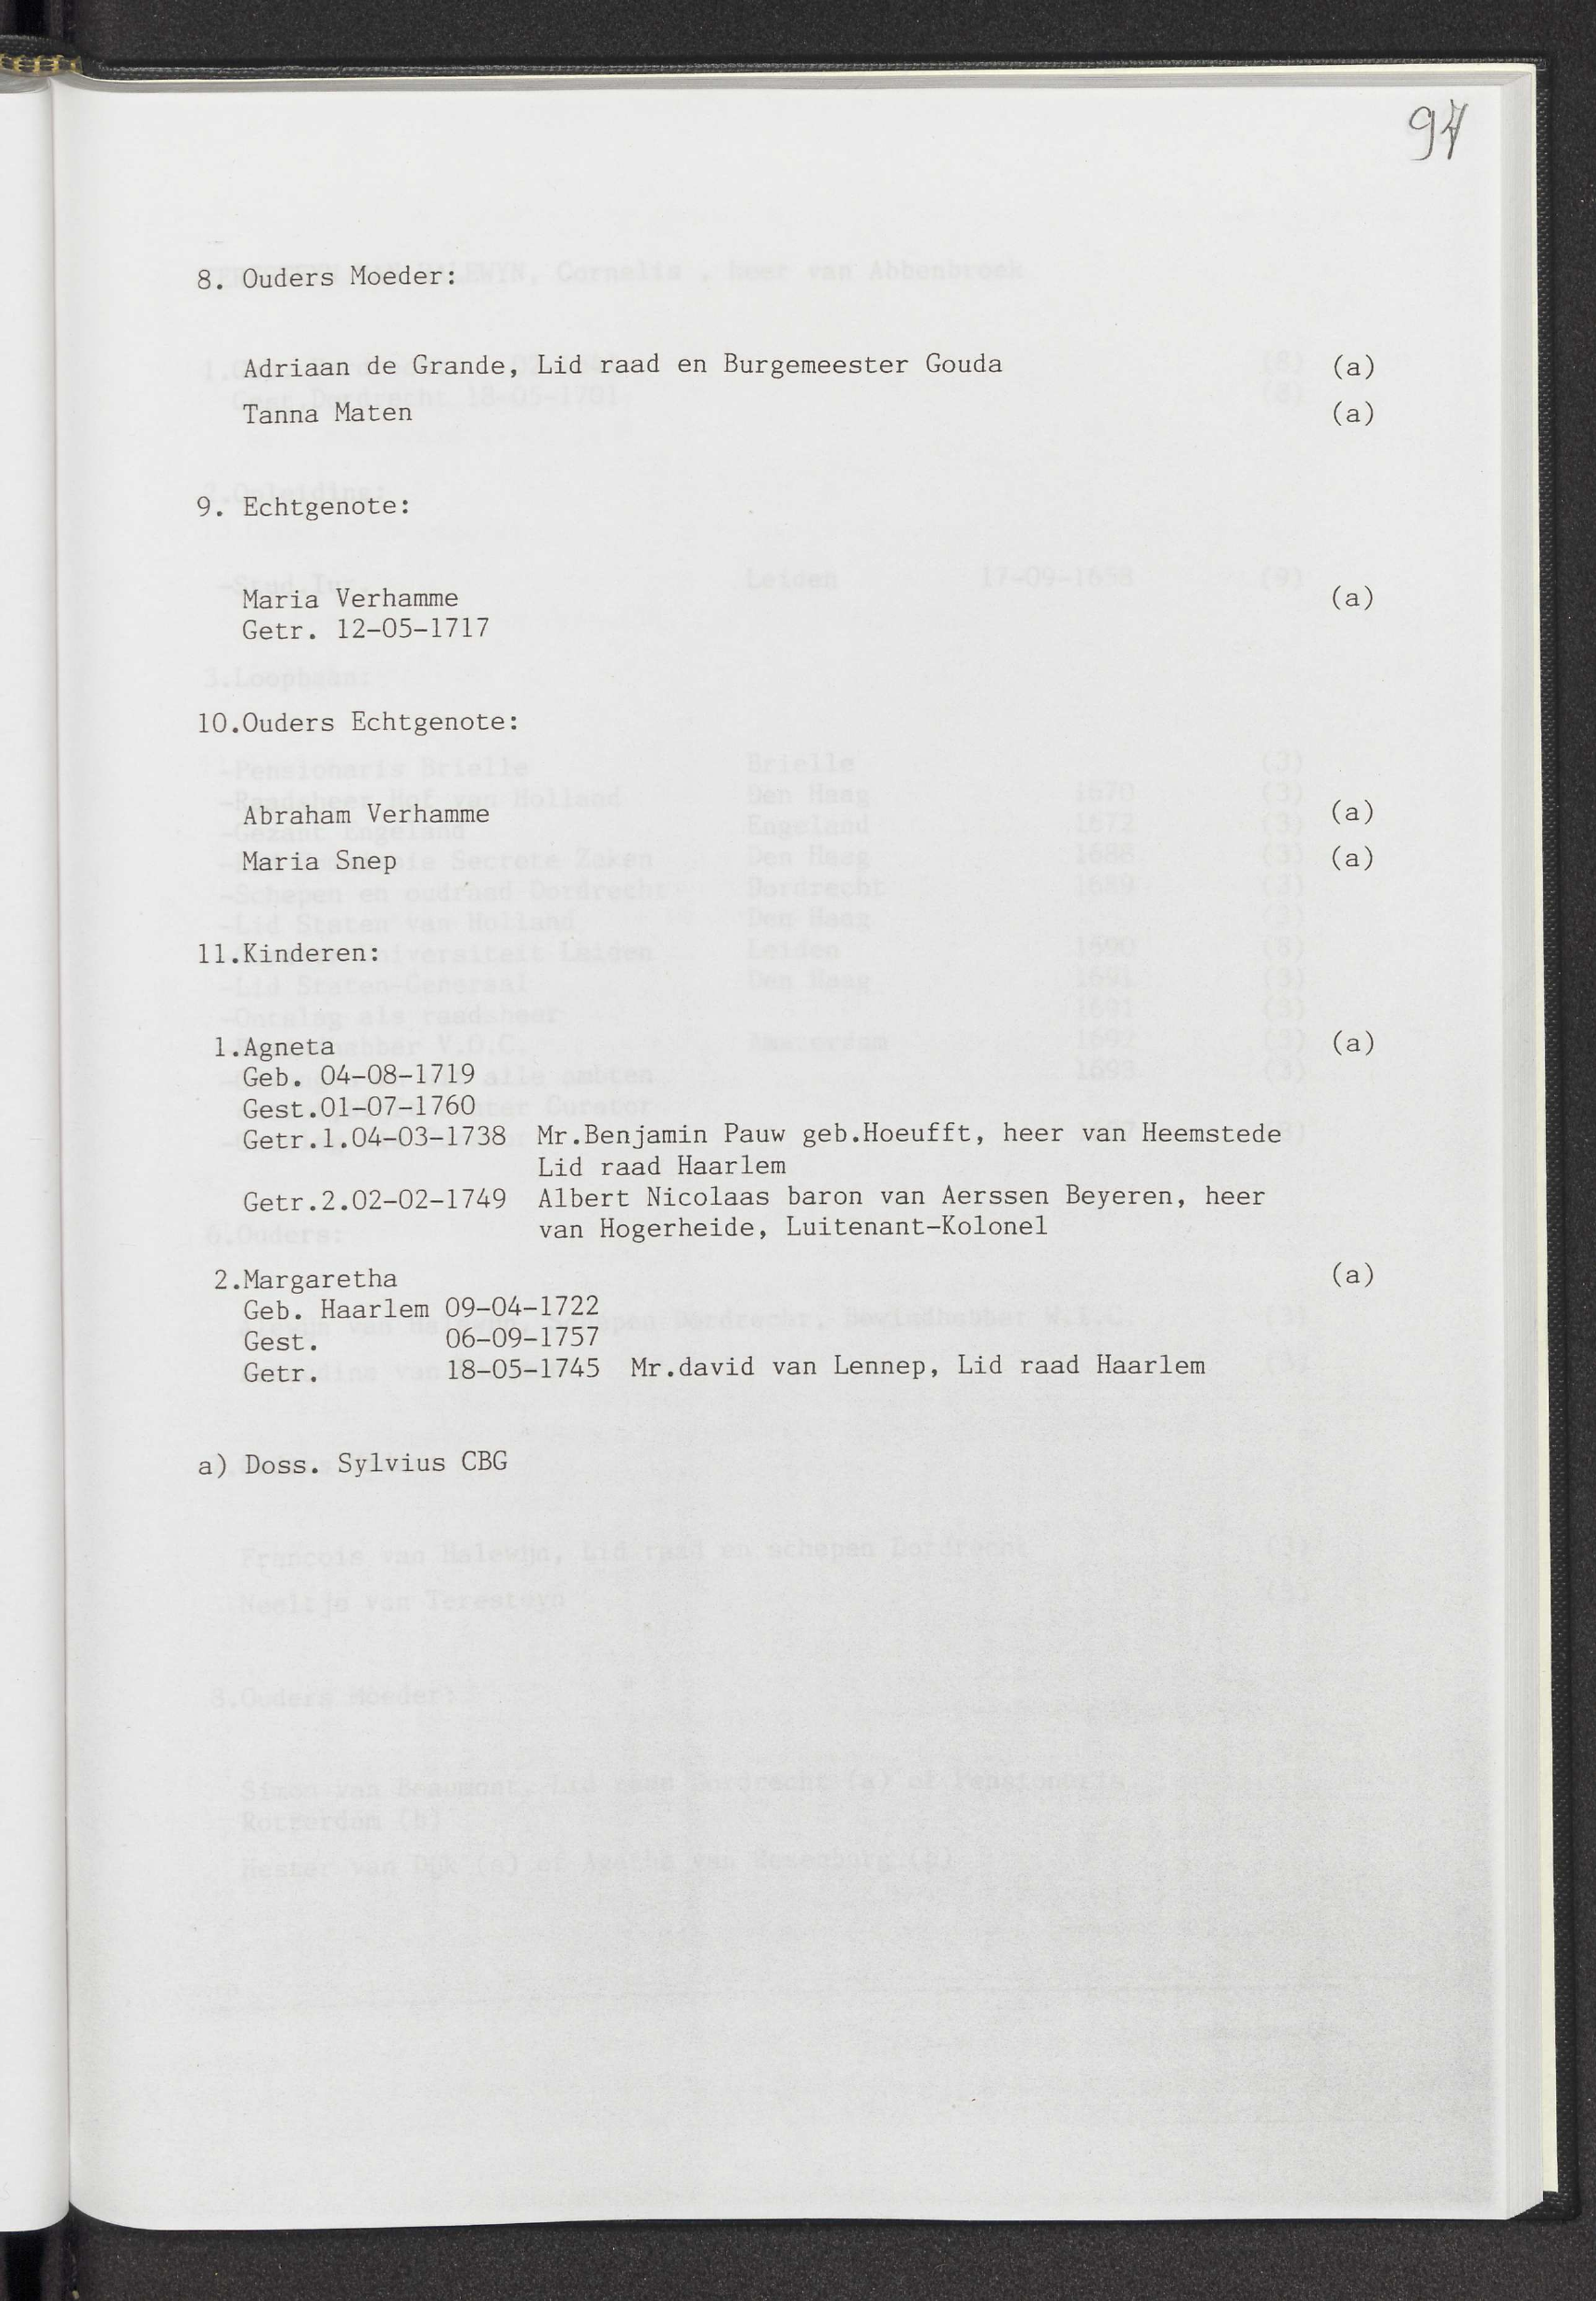 8. Ouders Moeder:
Adriaan de Grande, Lid raad en Burgemeester Gouda (a)
Tanna Maten (a)
9. Echtgenote:
Maria Verhamme (a)
Getr. 12-05-1717
10.Ouders Echtgenote:
Abraham Verhamme (a)
Maria Snep (a)
11.Kinderen:
1.Agneta (a)
Geb. 04-08-1719
Gest.01-07-1760
Getr.1.04-03-1738 Mr.Benjamin Pauw geb.Hoeufft, heer van Heemstede
Lid raad Haarlem
Getr.2.02-02-1749 Albert Nicolaas baron van Aerssen Beyeren, heer
van Hogerheide, Luitenant-Kolonel
2.Margaretha (a)
Geb. Haarlem 09-04-1722
Gest. 06-09-1757
Getr. 18-05-1745 Mr.david van Lennep, Lid raad Haarlem
a) Doss. Sylvius CBG